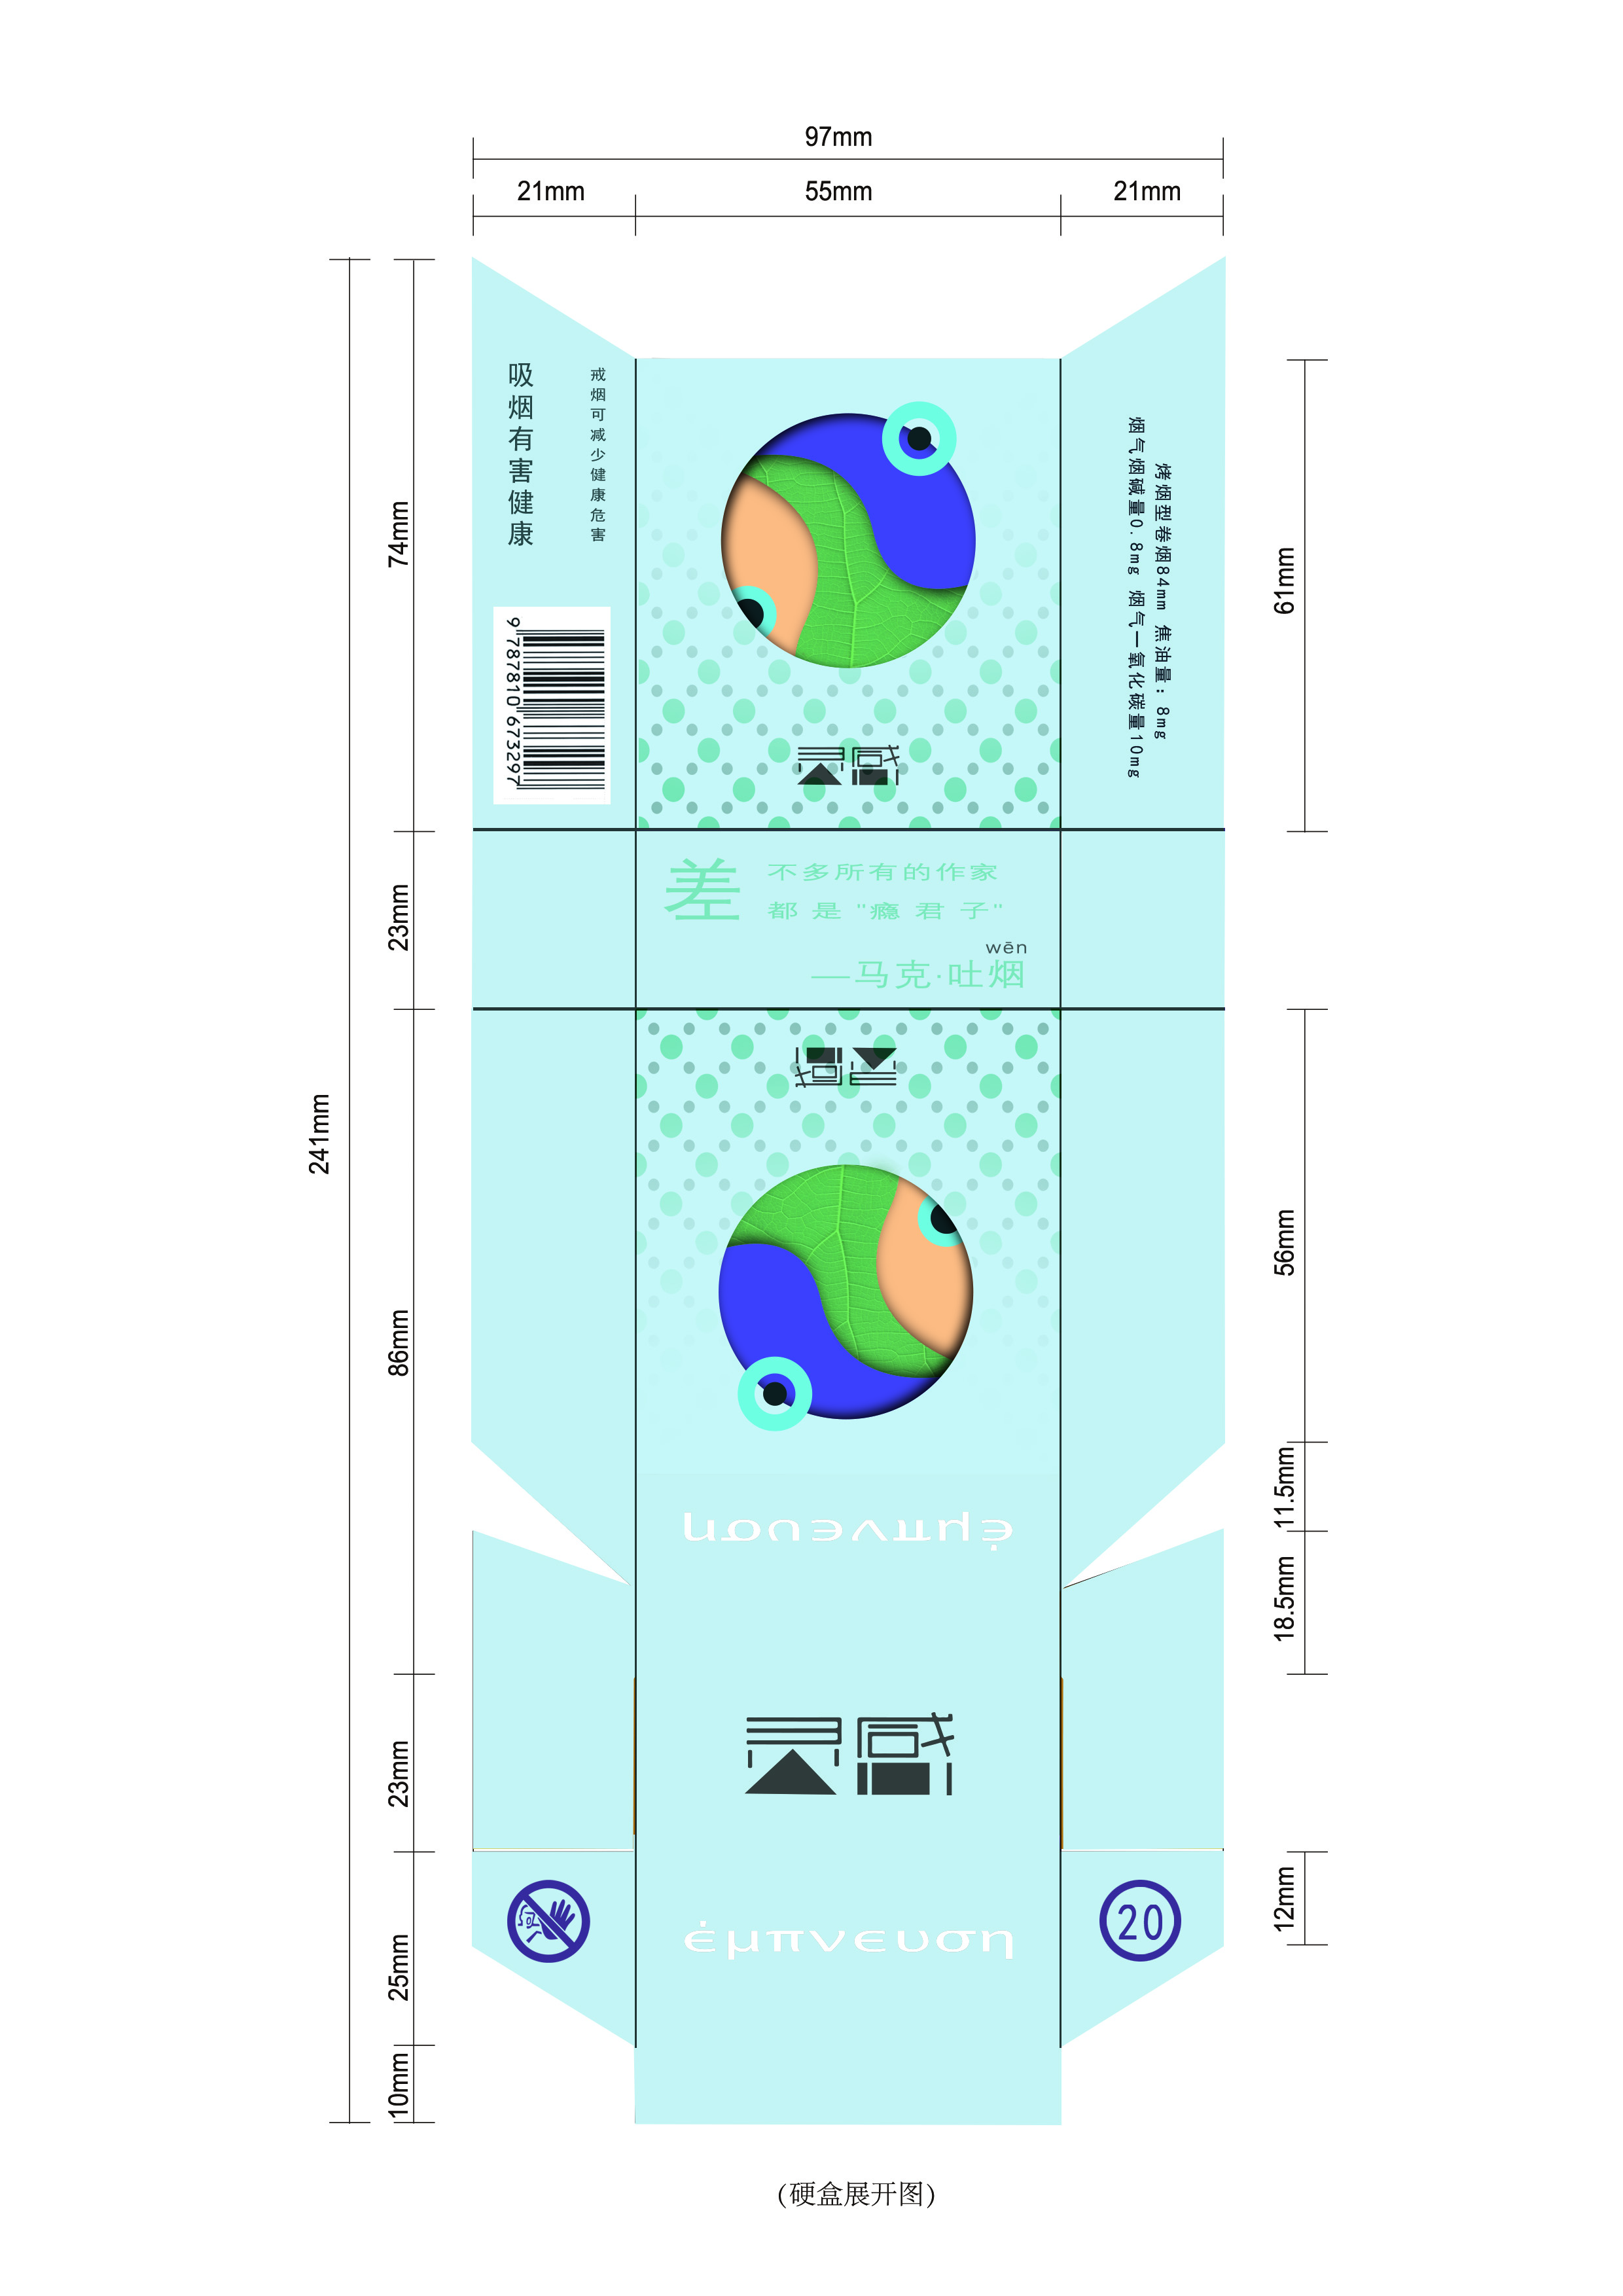 97mm
21mm
55mm
21mm
吸烟有害健康
戒烟可减少健康危害
烤烟型卷烟84mm 焦油量：8mg
烟气烟碱量0.8mg 烟气一氧化碳量10mg
9 787810 673297
74mm
61mm
灵感
差
不多所有的作家
都是"瘾君子"
wēn
—马克·吐烟
23mm
241mm
灵感
86mm
56mm
11.5mm
18.5mm
ἐμπνευση
灵感
23mm
20
12mm
ἐμπνευση
25mm
10mm
(硬盒展开图)